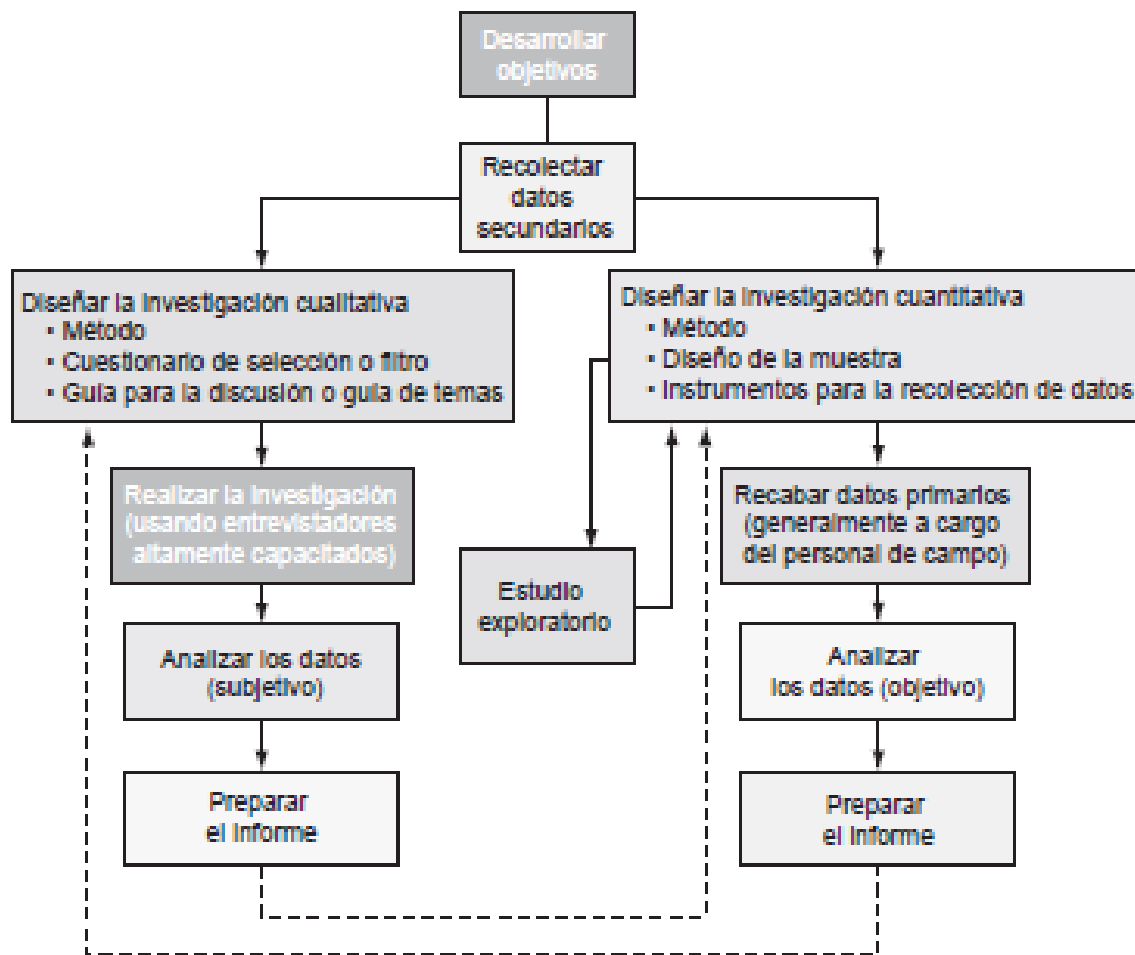 Desarrollar
objetivos
Recolectar
datos
secundarios
Diseñar la investigación cualitativa
• Método
• Cuestionario de selección o filtro
• Guía para la discusión o guía de temas
Diseñar la investigación cuantitativa
• Método
• Diseño de la muestra
• Instrumentos para la recolección de datos
Realizar la investigación
(usando entrevistadores
altamente capacitados)
Recabar datos primarios
(generalmente a cargo
del personal de campo)
Estudio
exploratorio
Analizar los datos
(subjetivo)
Analizar
los datos (objetivo)
Preparar
el informe
Preparar
el informe